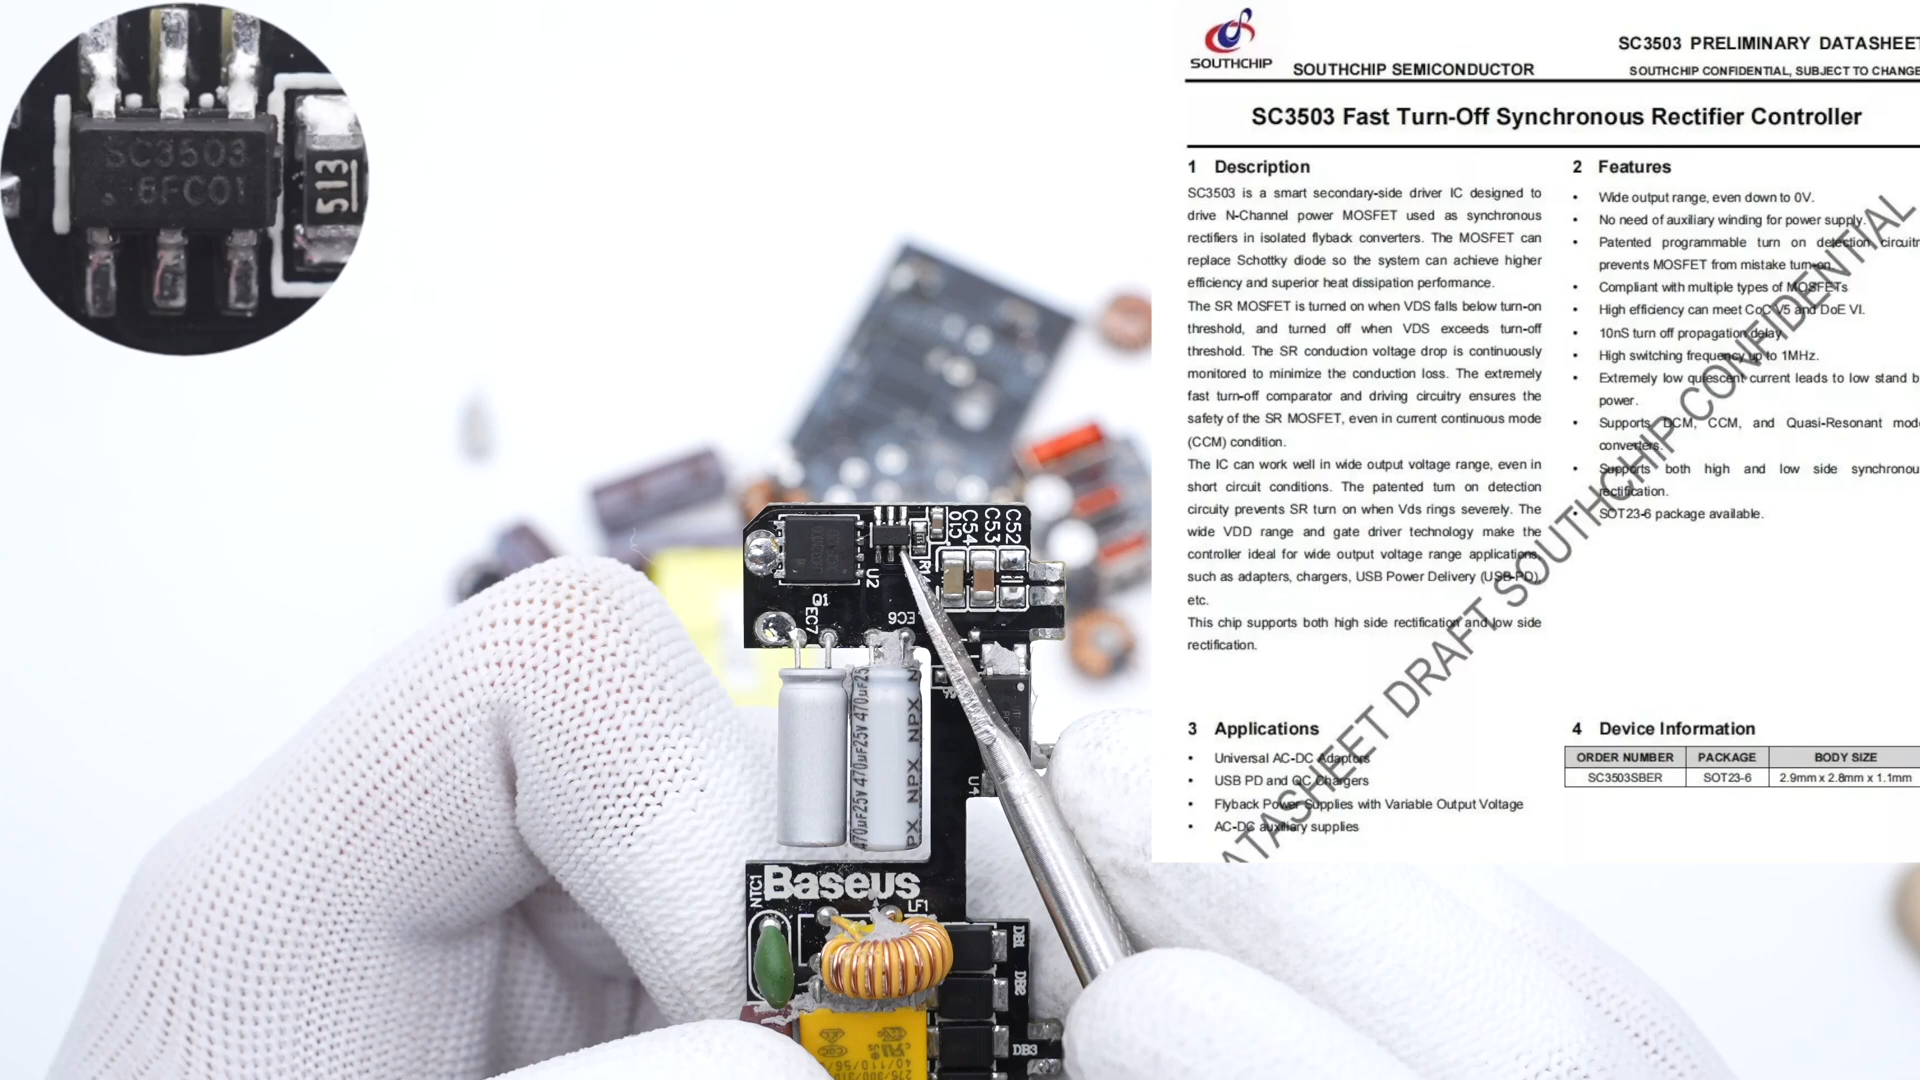 SC3503
6FC01
513
SOUTHCHIP
SOUTHCHIP SEMICONDUCTOR
SC3503 PRELIMINARY DATASHEET
SOUTHCHIP CONFIDENTIAL, SUBJECT TO CHANGE
SC3503 Fast Turn-Off Synchronous Rectifier Controller
1 Description
SC3503 is a smart secondary-side driver IC designed to
drive N-Channel power MOSFET used as synchronous
rectifiers in isolated flyback converters. The MOSFET can
replace Schottky diode so the system can achieve higher
efficiency and superior heat dissipation performance.
The SR MOSFET is turned on when VDS falls below turn-on
threshold, and turned off when VDS exceeds turn-off
threshold. The SR conduction voltage drop is continuously
monitored to minimize the conduction loss. The extremely
fast turn-off comparator and driving circuitry ensures the
safety of the SR MOSFET, even in current continuous mode
(CCM) condition.
The IC can work well in wide output voltage range, even in
short circuit conditions. The patented turn on detection
circuity prevents SR turn on when Vds rings severely. The
wide VDD range and gate driver technology make the
controller ideal for wide output voltage range applications,
such as adapters, chargers, USB Power Delivery (USB-PD),
etc.
This chip supports both high side rectification and low side
rectification.
2 Features
• Wide output range, even down to 0V.
• No need of auxiliary winding for power supply.
• Patented programmable turn on detection circuitr
prevents MOSFET from mistake turn-on.
• Compliant with multiple types of MOSFETs
• High efficiency can meet CoC V5 and DoE VI.
• 10nS turn off propagation delay.
• High switching frequency up to 1MHz.
• Extremely low quiescent current leads to low stand b
power.
• Supports DCM, CCM, and Quasi-Resonant mod
converters.
• Supports both high and low side synchronou
rectification.
• SOT23-6 package available.
3 Applications
• Universal AC-DC Adaptors
• USB PD and QC Chargers
• Flyback Power Supplies with Variable Output Voltage
• AC-DC auxiliary supplies
4 Device Information
ORDER NUMBER PACKAGE BODY SIZE
SC3503SBER SOT23-6 2.9mm x 2.8mm x 1.1mm
ATASHEET DRAFT SOUTHCHIP CONFIDENTIAL
C52
C53
C54
U2
Q1
EC7
EC6
U4
470µF25V 470µF25V 470µF25
NPX NPX
Baseus
NTC1
LF1
DB1
DB2
DB3